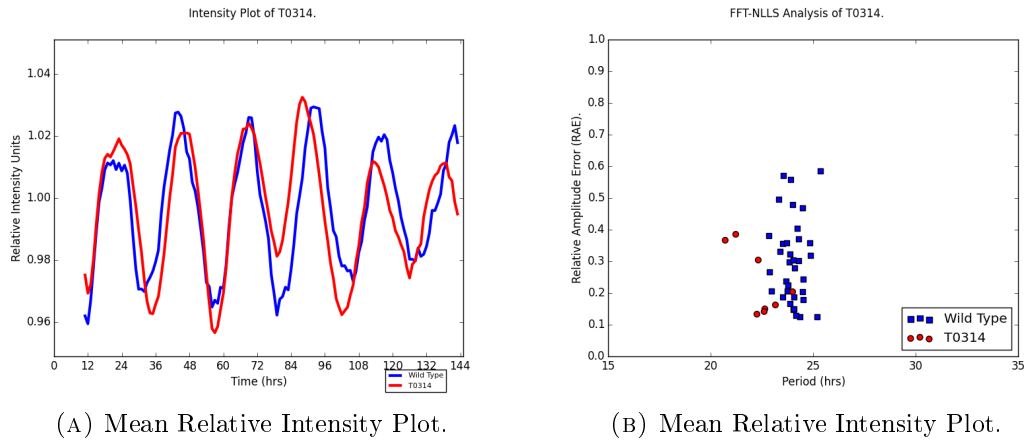 Intensity Plot of T0314.
Relative Intensity Units
1.04
1.02
1.00
0.98
0.96
0 12 24 36 48 60 72 84 96 108 120 132 144
Time (hrs)
Wild Type
T0314
(A) Mean Relative Intensity Plot.
FFT-NLLS Analysis of T0314.
Relative Amplitude Error (RAE).
1.0
0.9
0.8
0.7
0.6
0.5
0.4
0.3
0.2
0.1
0.0
15 20 25 30 35
Period (hrs)
Wild Type
T0314
(B) Mean Relative Intensity Plot.